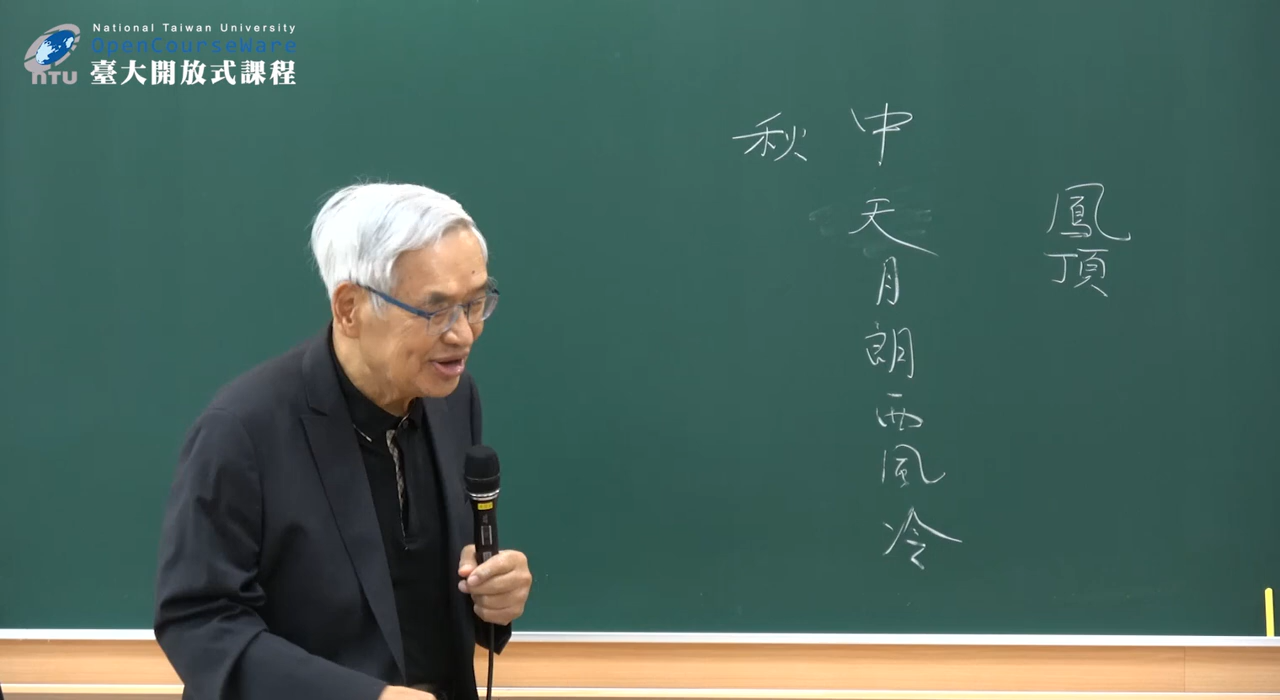 National Taiwan University
OpenCourseWare
NTU 臺大開放式課程
鳳頂
中天月朗西風冷
秋